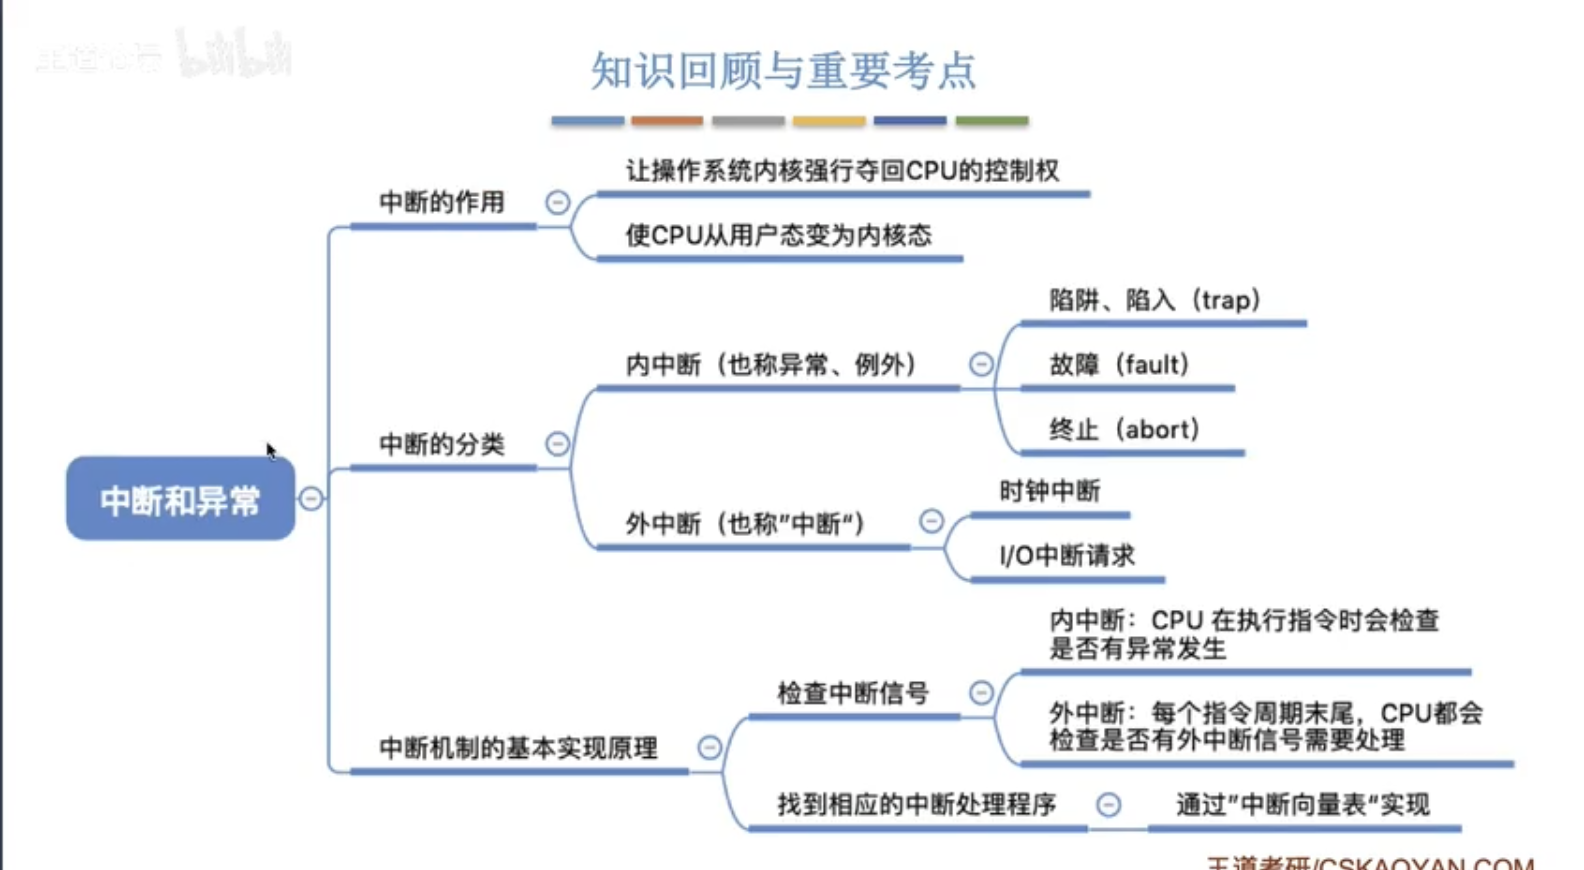 知识回顾与重要考点
中断和异常
中断的作用
让操作系统内核强行夺回CPU的控制权
使CPU从用户态变为内核态
中断的分类
内中断（也称异常、例外）
陷阱、陷入（trap）
故障（fault）
终止（abort）
外中断（也称”中断“）
时钟中断
I/O中断请求
中断机制的基本实现原理
检查中断信号
内中断：CPU 在执行指令时会检查
是否有异常发生
外中断：每个指令周期末尾，CPU都会
检查是否有外中断信号需要处理
找到相应的中断处理程序
通过”中断向量表“实现
王道考研/CSKAOYAN.COM
bilibili